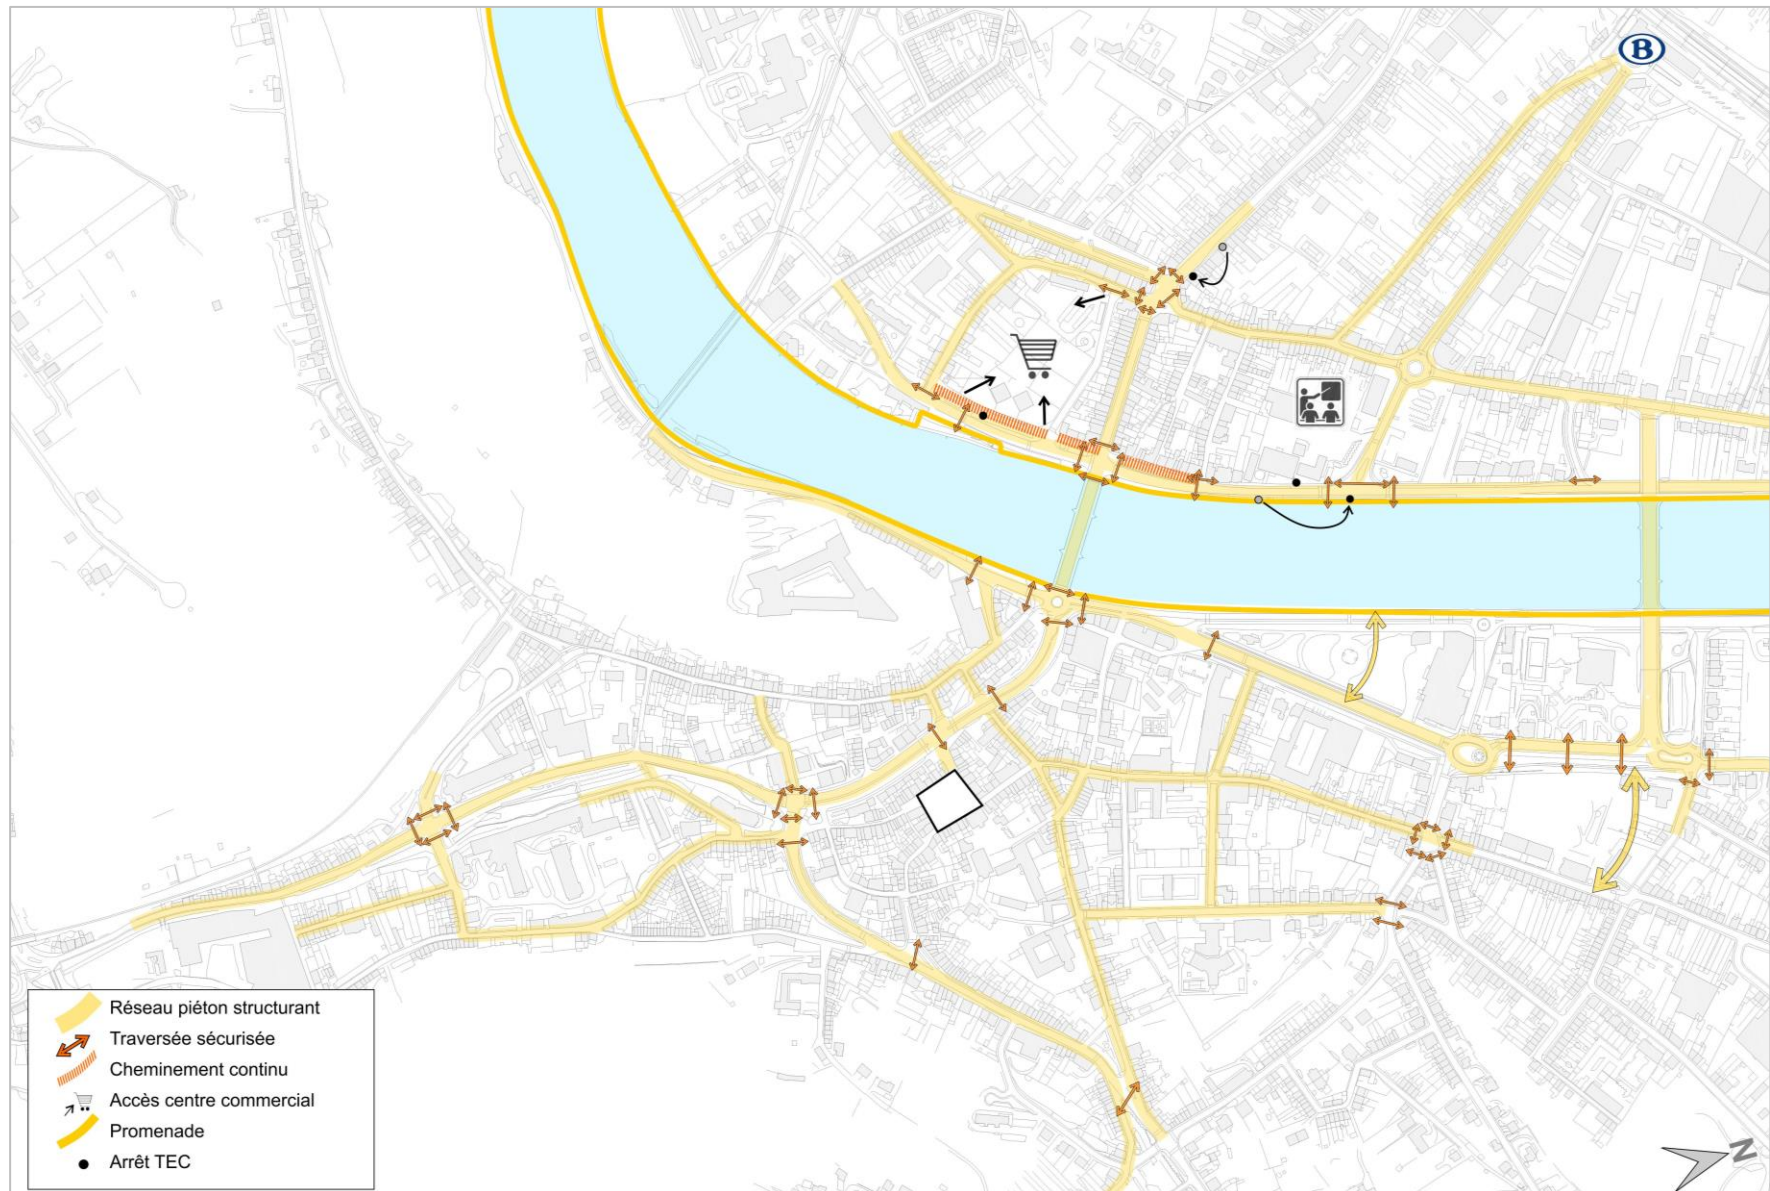 B
Réseau piéton structurant
Traversée sécurisée
Cheminement continu
Accès centre commercial
Promenade
Arrêt TEC
N